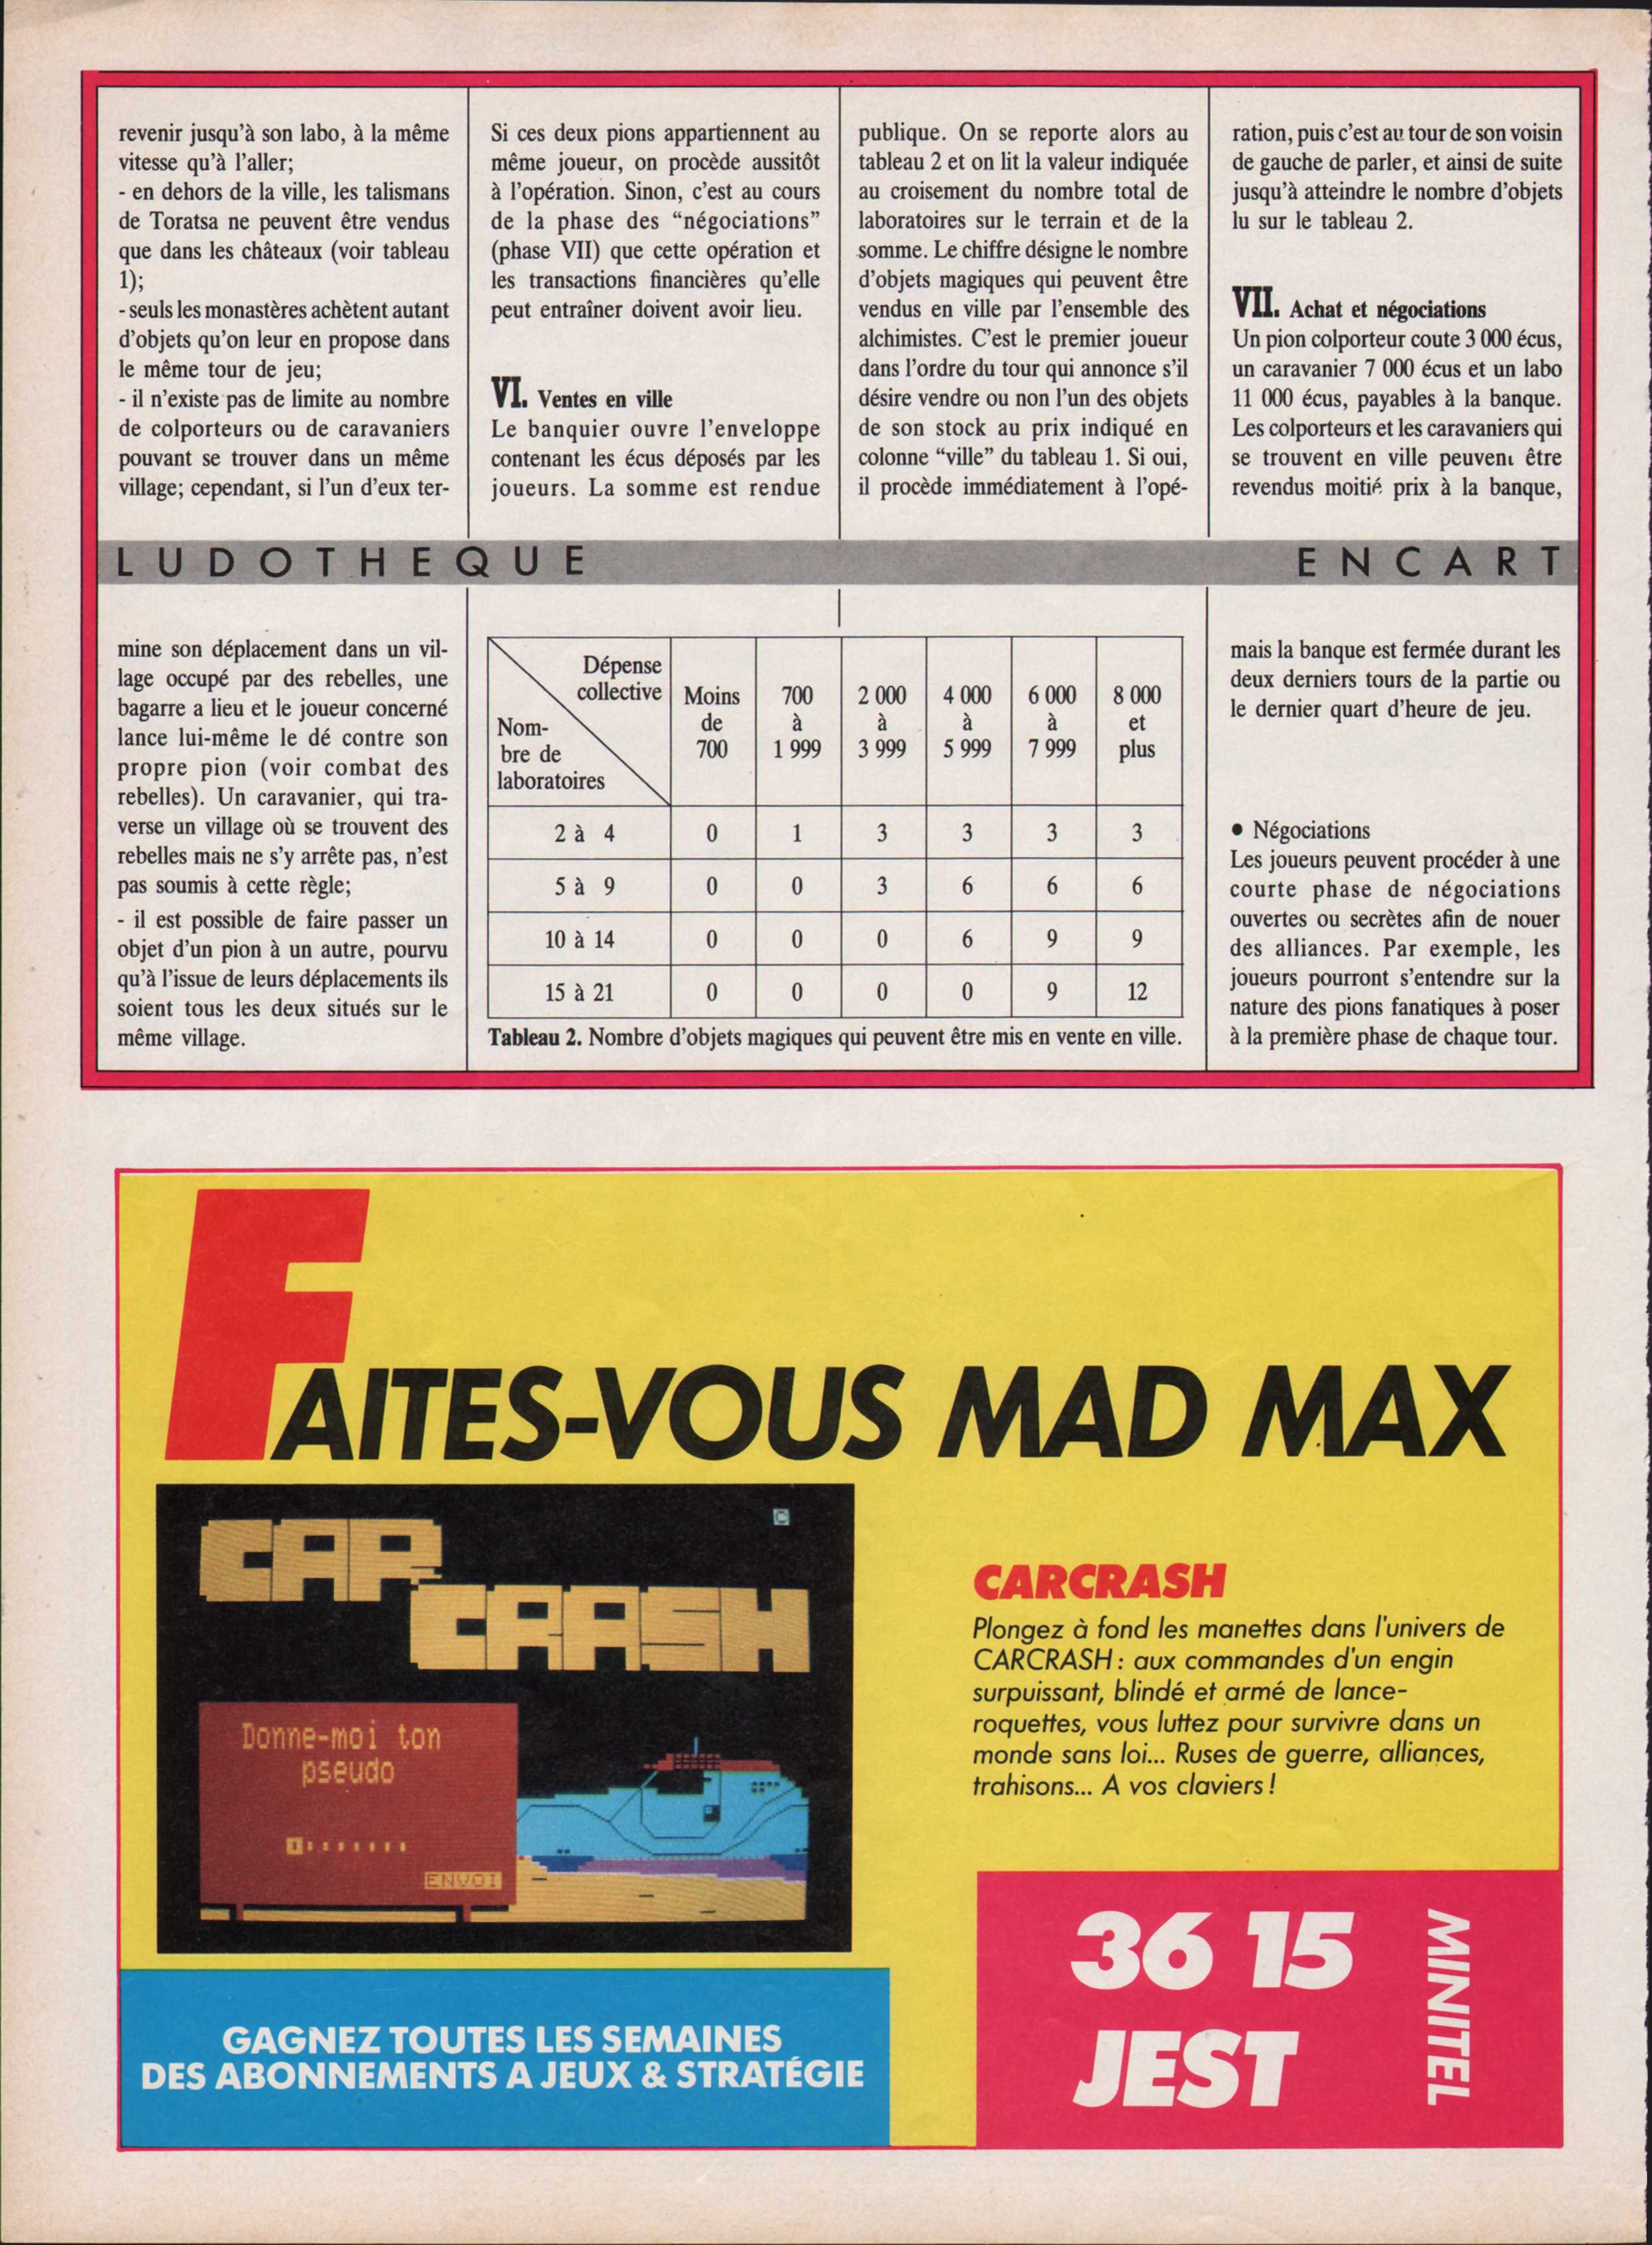 revenir jusqu'à son labo, à la même
vitesse qu'à l'aller;
- en dehors de la ville, les talismans
de Toratsa ne peuvent être vendus
que dans les châteaux (voir tableau
1);
- seuls les monastères achètent autant
d'objets qu'on leur en propose dans
le même tour de jeu;
- il n'existe pas de limite au nombre
de colporteurs ou de caravaniers
pouvant se trouver dans un même
village; cependant, si l'un d'eux ter-
Si ces deux pions appartiennent au
même joueur, on procède aussitôt
à l'opération. Sinon, c'est au cours
de la phase des “négociations”
(phase VII) que cette opération et
les transactions financières qu'elle
peut entraîner doivent avoir lieu.
VI. Ventes en ville
Le banquier ouvre l'enveloppe
contenant les écus déposés par les
joueurs. La somme est rendue
publique. On se reporte alors au
tableau 2 et on lit la valeur indiquée
au croisement du nombre total de
laboratoires sur le terrain et de la
somme. Le chiffre désigne le nombre
d'objets magiques qui peuvent être
vendus en ville par l'ensemble des
alchimistes. C'est le premier joueur
dans l'ordre du tour qui annonce s'il
désire vendre ou non l'un des objets
de son stock au prix indiqué en
colonne “ville” du tableau 1. Si oui,
il procède immédiatement à l'opé-
ration, puis c'est au tour de son voisin
de gauche de parler, et ainsi de suite
jusqu'à atteindre le nombre d'objets
lu sur le tableau 2.
VII. Achat et négociations
Un pion colporteur coute 3 000 écus,
un caravanier 7 000 écus et un labo
11 000 écus, payables à la banque.
Les colporteurs et les caravaniers qui
se trouvent en ville peuvent être
revendus moitié prix à la banque,
LUDOTHEQUE ENCART
mine son déplacement dans un vil-
lage occupé par des rebelles, une
bagarre a lieu et le joueur concerné
lance lui-même le dé contre son
propre pion (voir combat des
rebelles). Un caravanier, qui tra-
verse un village où se trouvent des
rebelles mais ne s'y arrête pas, n'est
pas soumis à cette règle;
- il est possible de faire passer un
objet d'un pion à un autre, pourvu
qu'à l'issue de leurs déplacements ils
soient tous les deux situés sur le
même village.
Dépense
collective
Nom-
bre de
laboratoires
Moins
de
700
700
à
1 999
2 000
à
3 999
4 000
à
5 999
6 000
à
7 999
8 000
et
plus
2 à 4 0 1 3 3 3 3
5 à 9 0 0 3 6 6 6
10 à 14 0 0 0 6 9 9
15 à 21 0 0 0 0 9 12
Tableau 2. Nombre d'objets magiques qui peuvent être mis en vente en ville.
mais la banque est fermée durant les
deux derniers tours de la partie ou
le dernier quart d'heure de jeu.
• Négociations
Les joueurs peuvent procéder à une
courte phase de négociations
ouvertes ou secrètes afin de nouer
des alliances. Par exemple, les
joueurs pourront s'entendre sur la
nature des pions fanatiques à poser
à la première phase de chaque tour.
FAITES-VOUS MAD MAX
C
CAR
CRASH
Donne-moi ton
pseudo
ENVOI
CARCRASH
Plongez à fond les manettes dans l'univers de
CARCRASH : aux commandes d'un engin
surpuissant, blindé et armé de lance-
roquettes, vous luttez pour survivre dans un
monde sans loi... Ruses de guerre, alliances,
trahisons... A vos claviers !
36 15
JEST
MINITEL
GAGNEZ TOUTES LES SEMAINES
DES ABONNEMENTS A JEUX & STRATÉGIE